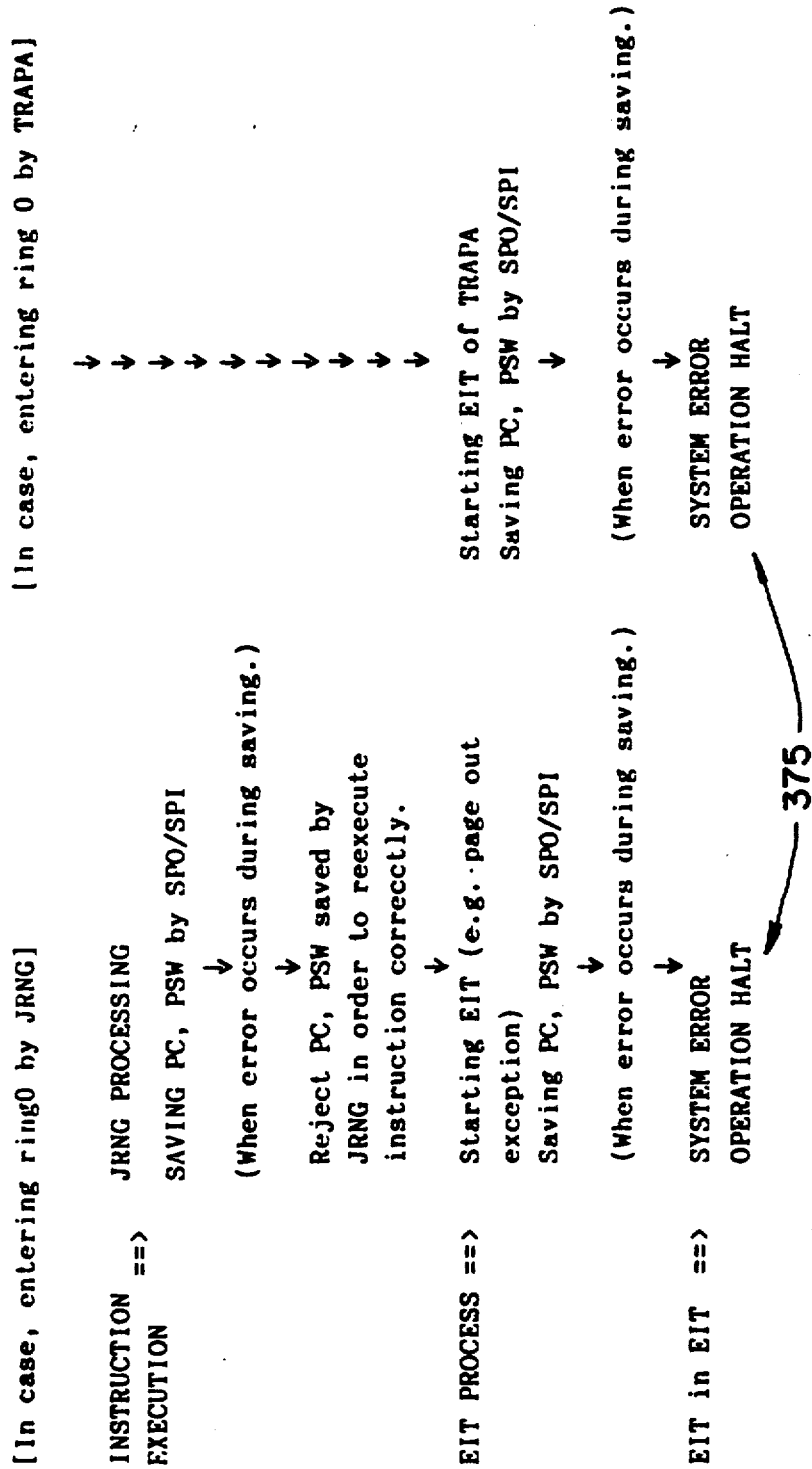 [In case, entering ring0 by JRNG]
[In case, entering ring 0 by TRAPA]
INSTRUCTION ==>
EXECUTION
JRNG PROCESSING
SAVING PC, PSW by SPO/SPI
↓
(When error occurs during saving.)
↓
Reject PC, PSW saved by
JRNG in order to reexecute
instruction correcctly.
↓
↓
↓
↓
↓
↓
↓
↓
↓
↓
↓
EIT PROCESS ==>
Starting EIT (e.g. page out
exception)
Saving PC, PSW by SPO/SPI
↓
(When error occurs during saving.)
↓
Starting EIT of TRAPA
Saving PC, PSW by SPO/SPI
↓
(When error occurs during saving.)
↓
EIT in EIT ==>
SYSTEM ERROR
OPERATION HALT
SYSTEM ERROR
OPERATION HALT
375